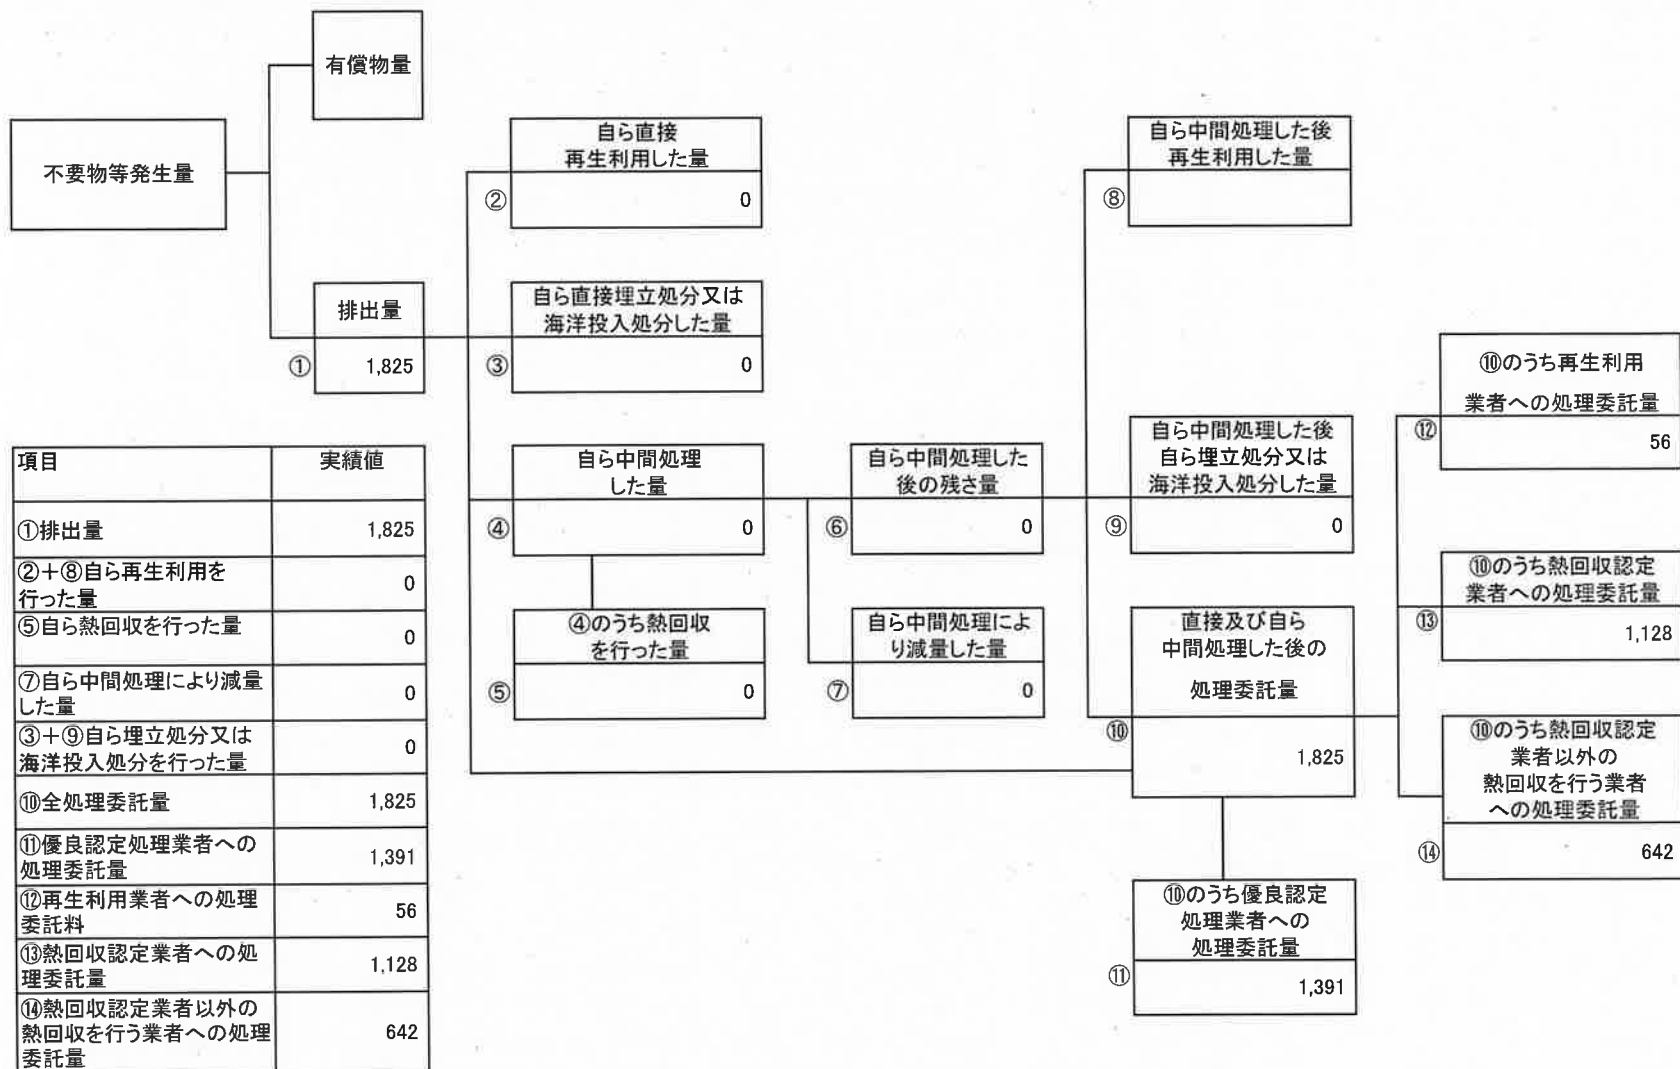 有償物量
不要物等発生量
排出量
①
1,825
自ら直接
再生利用した量
②
0
自ら直接埋立処分又は
海洋投入処分した量
③
0
自ら中間処理
した量
④
0
④のうち熱回収
を行った量
⑤
0
自ら中間処理した
後の残さ量
⑥
0
自ら中間処理によ
り減量した量
⑦
0
自ら中間処理した後
再生利用した量
⑧
自ら中間処理した後
自ら埋立処分又は
海洋投入処分した量
⑨
0
直接及び自ら
中間処理した後の
処理委託量
⑩
1,825
⑩のうち優良認定
処理業者への
処理委託量
⑪
1,391
⑩のうち再生利用
業者への処理委託量
⑫
56
⑩のうち熱回収認定
業者への処理委託量
⑬
1,128
⑩のうち熱回収認定
業者以外の
熱回収を行う業者
への処理委託量
⑭
642
項目 実績値
①排出量 1,825
②+⑧自ら再生利用を
行った量 0
⑤自ら熱回収を行った量 0
⑦自ら中間処理により減量
した量 0
③+⑨自ら埋立処分又は
海洋投入処分を行った量 0
⑩全処理委託量 1,825
⑪優良認定処理業者への
処理委託量 1,391
⑫再生利用業者への処理
委託料 56
⑬熱回収認定業者への処
理委託量 1,128
⑭熱回収認定業者以外の
熱回収を行う業者への処理
委託量 642